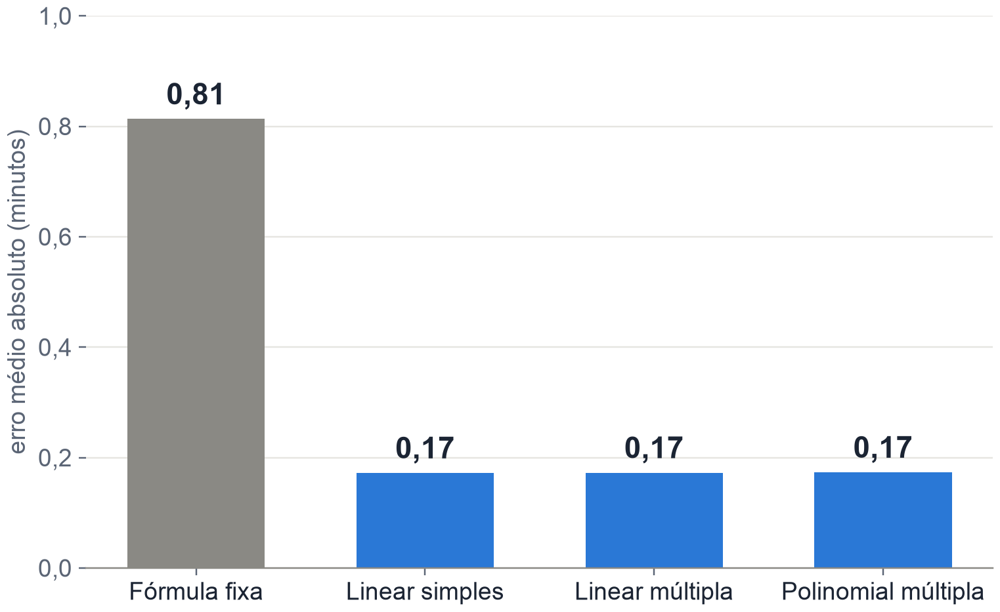 erro médio absoluto (minutos)
1,0
0,8
0,6
0,4
0,2
0,0
0,81
0,17
0,17
0,17
Fórmula fixa
Linear simples
Linear múltipla
Polinomial múltipla